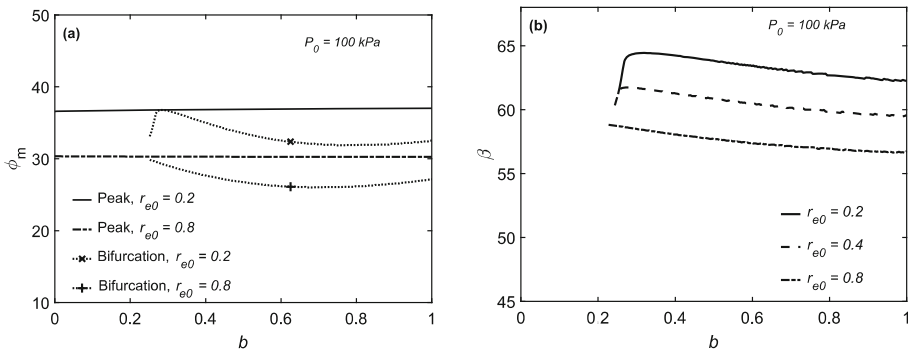 50
40
30
20
10
(a)
P0 = 100 kPa
ϕm
Peak, re0 = 0.2
Peak, re0 = 0.8
Bifurcation, re0 = 0.2
Bifurcation, re0 = 0.8
0 0.2 0.4 0.6 0.8 1
b
65
60
55
50
45
(b)
P0 = 100 kPa
β
re0 = 0.2
re0 = 0.4
re0 = 0.8
0 0.2 0.4 0.6 0.8 1
b